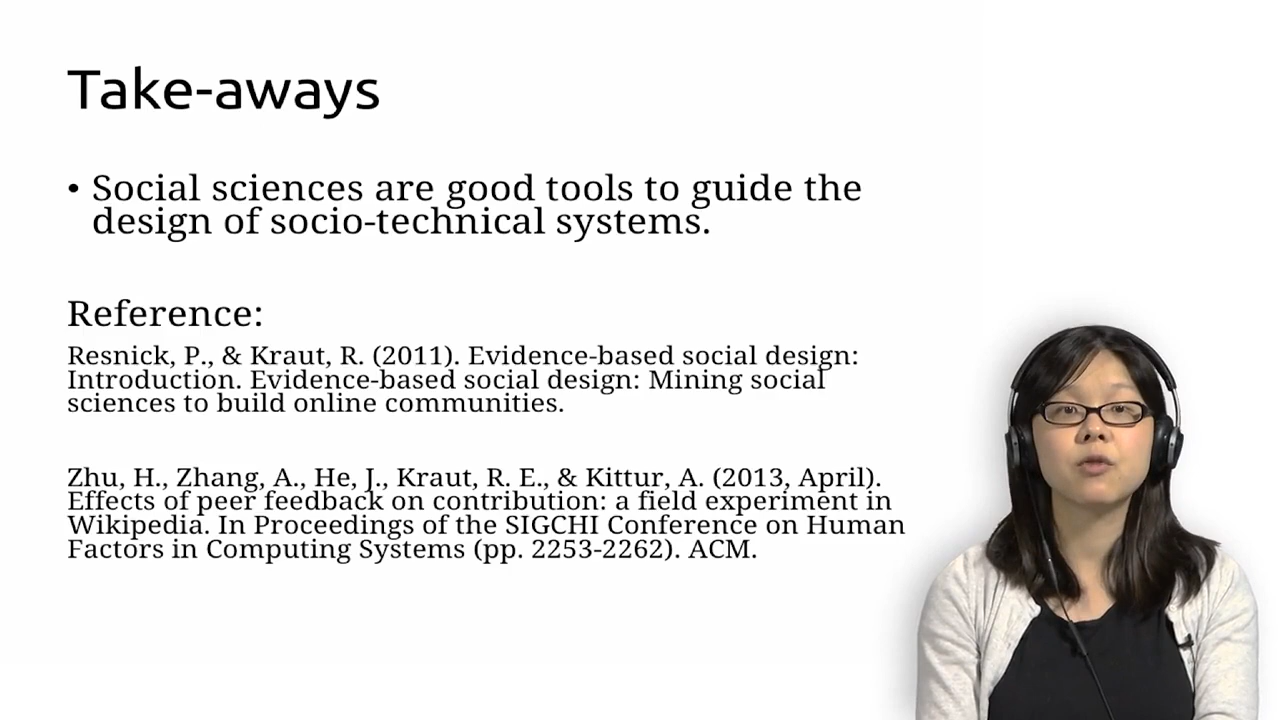 Take-aways
• Social sciences are good tools to guide the
design of socio-technical systems.
Reference:
Resnick, P., & Kraut, R. (2011). Evidence-based social design:
Introduction. Evidence-based social design: Mining social
sciences to build online communities.
Zhu, H., Zhang, A., He, J., Kraut, R. E., & Kittur, A. (2013, April).
Effects of peer feedback on contribution: a field experiment in
Wikipedia. In Proceedings of the SIGCHI Conference on Human
Factors in Computing Systems (pp. 2253-2262). ACM.